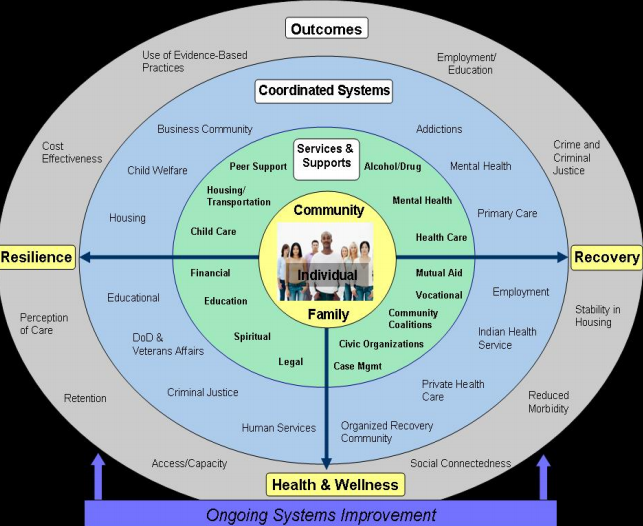 Outcomes
Use of Evidence-Based
Practices
Employment/
Education
Coordinated Systems
Business Community
Addictions
Cost
Effectiveness
Crime and
Criminal
Justice
Services &
Supports
Child Welfare
Peer Support
Alcohol/Drug
Mental Health
Housing/
Transportation
Mental Health
Community
Housing
Primary Care
Child Care
Health Care
Resilience
Recovery
Individual
Financial
Mutual Aid
Educational
Education
Vocational
Employment
Family
Community
Coalitions
Perception
of Care
Stability in
Housing
DoD &
Veterans Affairs
Spiritual
Civic Organizations
Indian Health
Service
Legal
Case Mgmt
Criminal Justice
Private Health
Care
Retention
Reduced
Morbidity
Human Services
Organized Recovery
Community
Access/Capacity
Social Connectedness
Health & Wellness
Ongoing Systems Improvement